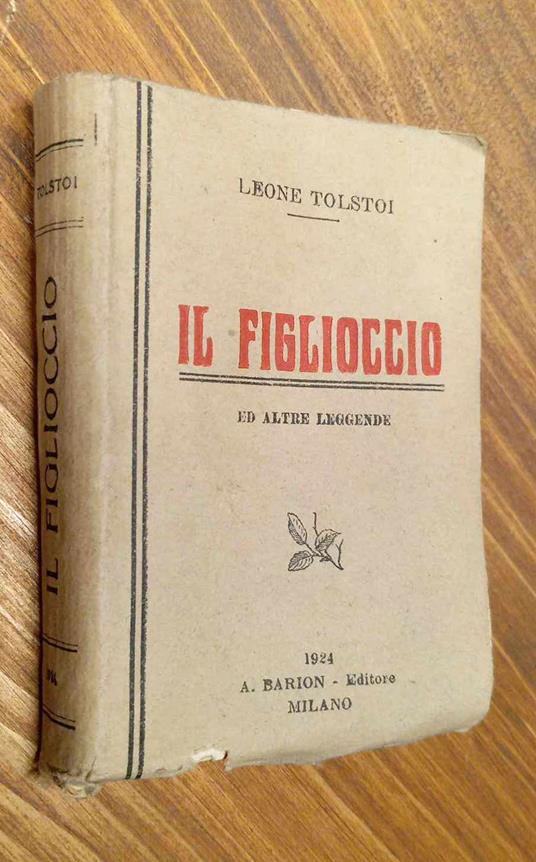 TOLSTOI
IL FIGLIOCCIO
LEONE TOLSTOI
IL FIGLIOCCIO
ED ALTRE LEGGENDE
1924
A. BARION - Editore
MILANO